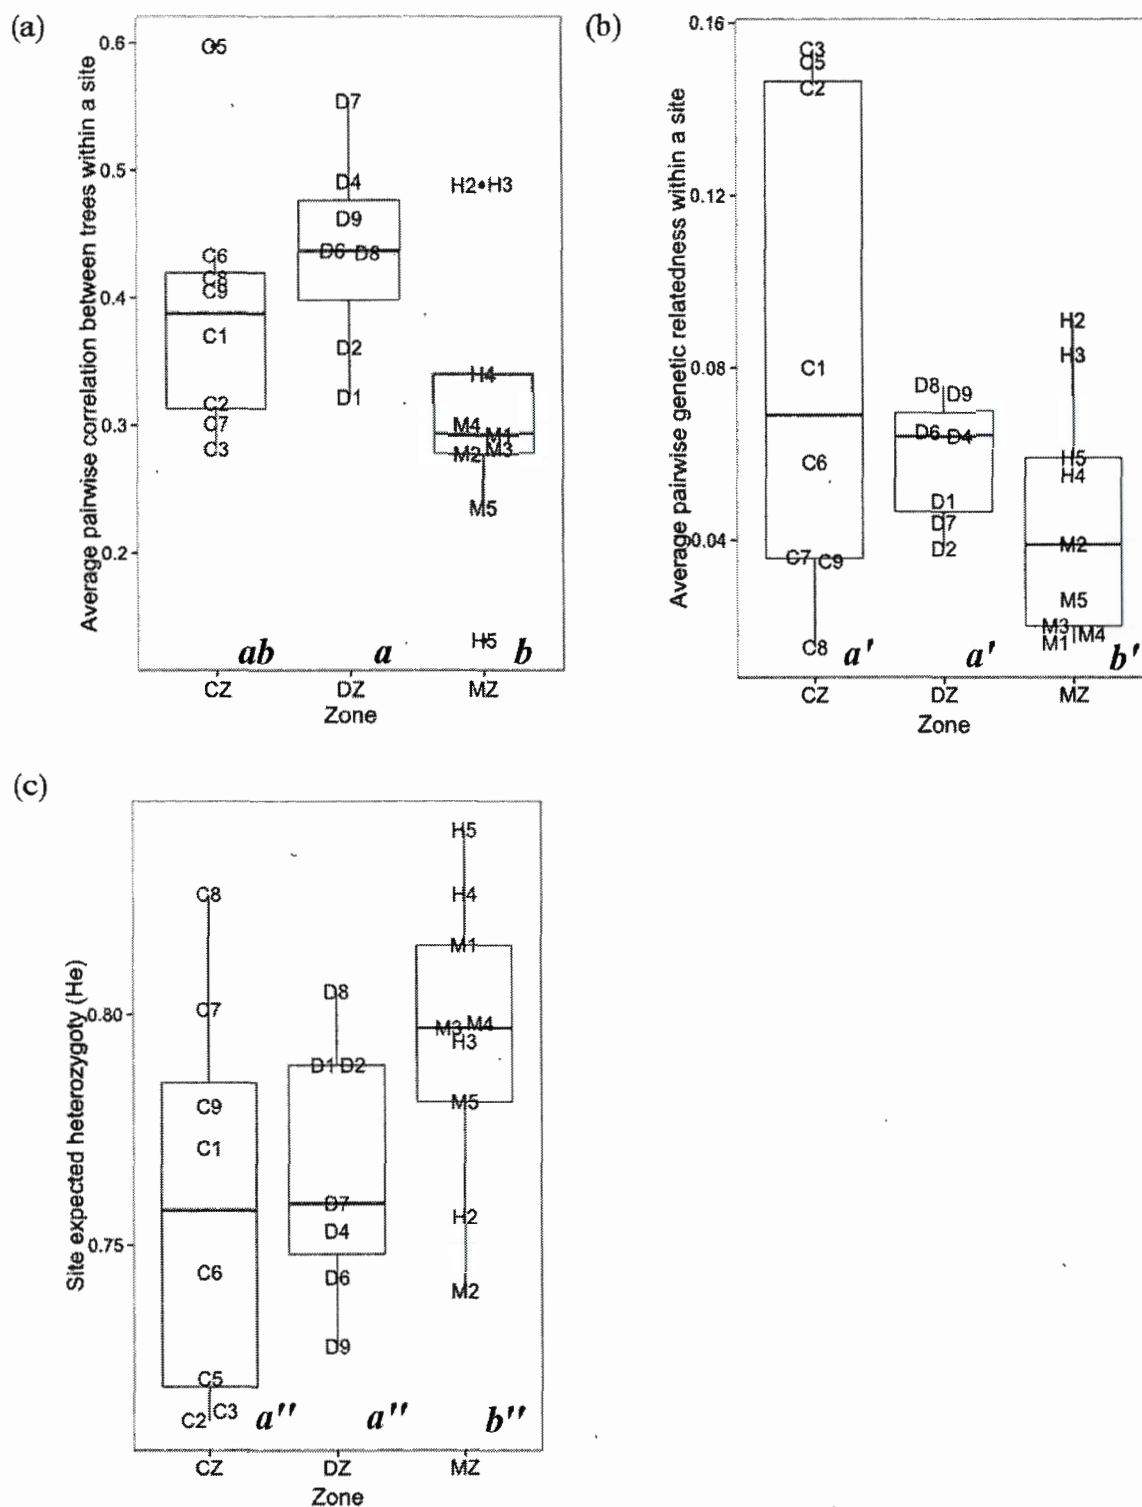 (a)
Average pairwise correlation between trees within a site
0.6
0.5
0.4
0.3
0.2
C5
C6
C8
C9
C1
C2
C7
C3
D7
D4
D9
D6 D8
D2
D1
H2 H3
H4
M4
M1
M3
M2
M5
H5
ab a b
CZ DZ MZ
Zone
(b)
Average pairwise genetic relatedness within a site
0.16
0.12
0.08
0.04
C3
C5
C2
C1
C6
C7 C9
C8
D8 D9
D6 D4
D1
D7
D2
H2
H3
H5
H4
M2
M5
M3
M4
M1
a' a' b'
CZ DZ MZ
Zone
(c)
Site expected heterozygoty (He)
0.80
0.75
C8
C7
C9
C1
C6
C5
C3
C2
D8
D1 D2
D7
D4
D6
D9
H5
H4
M1
M3 M4
H3
M5
H2
M2
a'' a'' b''
CZ DZ MZ
Zone